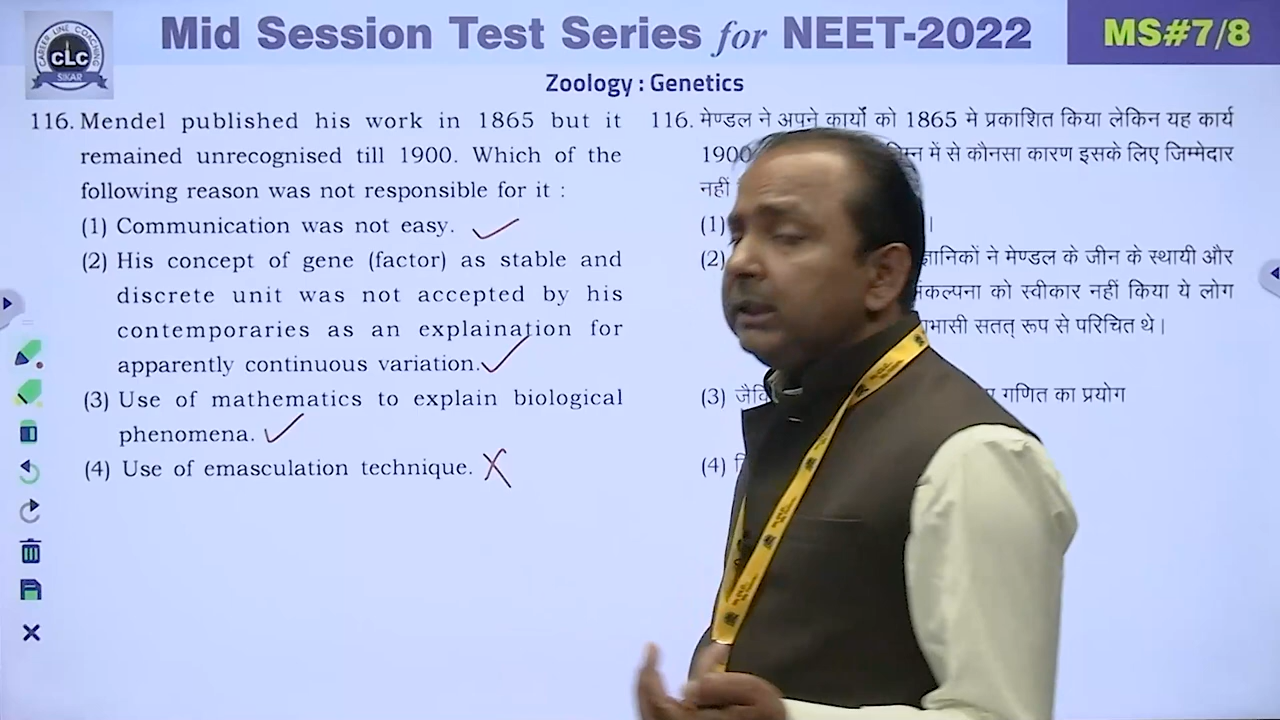 CAREER LINE COACHING
CLC
SIKAR
Mid Session Test Series for NEET-2022
MS#7/8
Zoology : Genetics
116. Mendel published his work in 1865 but it
remained unrecognised till 1900. Which of the
following reason was not responsible for it :
(1) Communication was not easy.
(2) His concept of gene (factor) as stable and
discrete unit was not accepted by his
contemporaries as an explaination for
apparently continuous variation.
(3) Use of mathematics to explain biological
phenomena.
(4) Use of emasculation technique.
116. मेण्डल ने अपने कार्यों को 1865 मे प्रकाशित किया लेकिन यह कार्य
1900 में से कौनसा कारण इसके लिए जिम्मेदार
नहीं
(1)
(2) के जीन के स्थायी और
को स्वीकार नहीं किया ये लोग
सतत् रूप से परिचित थे।
(3) गणित का प्रयोग
(4)